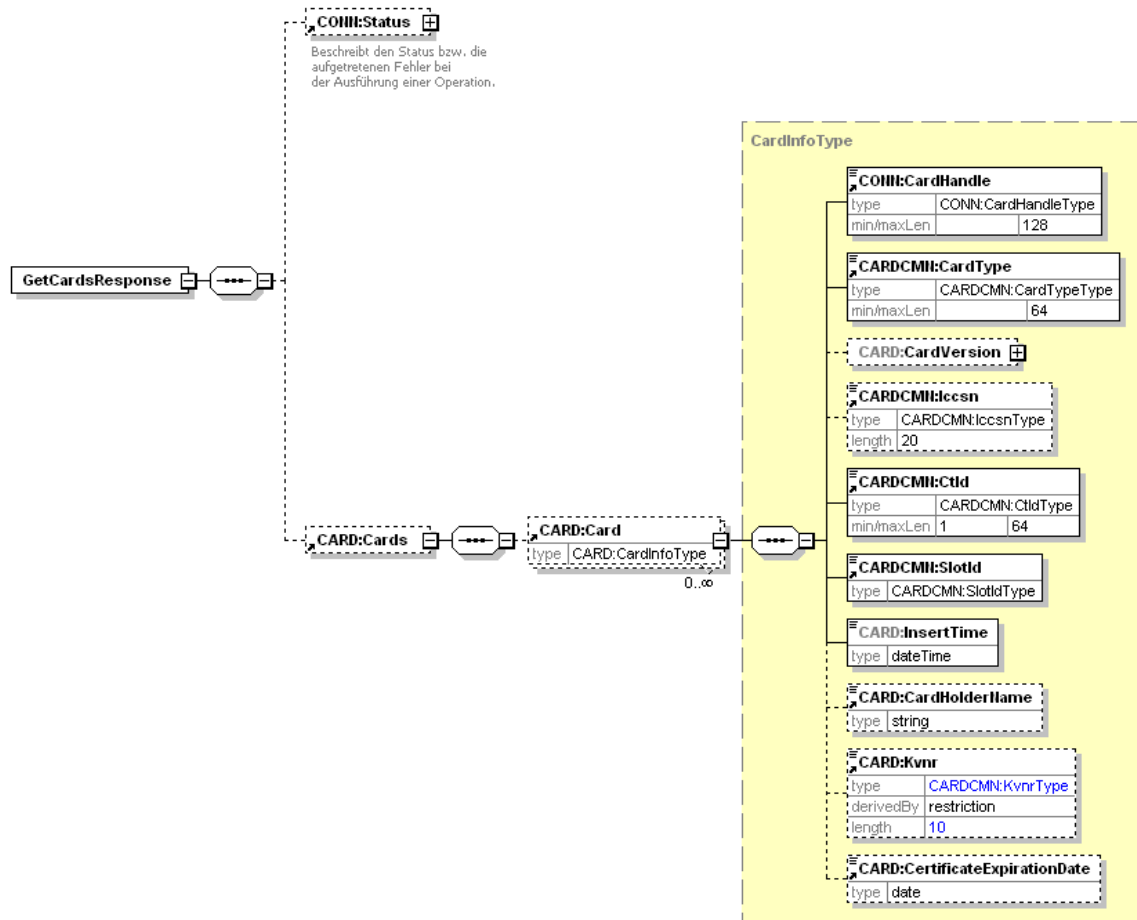 CONN:Status
Beschreibt den Status bzw. die
aufgetretenen Fehler bei
der Ausführung einer Operation.
GetCardsResponse
CARD:Cards
CARD:Card
type CARD:CardInfoType
0..∞
CardInfoType
CONN:CardHandle
type CONN:CardHandleType
min/maxLen 128
CARDCMN:CardType
type CARDCMN:CardTypeType
min/maxLen 64
CARD:CardVersion
CARDCMN:Iccsn
type CARDCMN:IccsnType
length 20
CARDCMN:CtId
type CARDCMN:CtIdType
min/maxLen 1 64
CARDCMN:SlotId
type CARDCMN:SlotIdType
CARD:InsertTime
type dateTime
CARD:CardHolderName
type string
CARD:Kvnr
type CARDCMN:KvnrType
derivedBy restriction
length 10
CARD:CertificateExpirationDate
type date